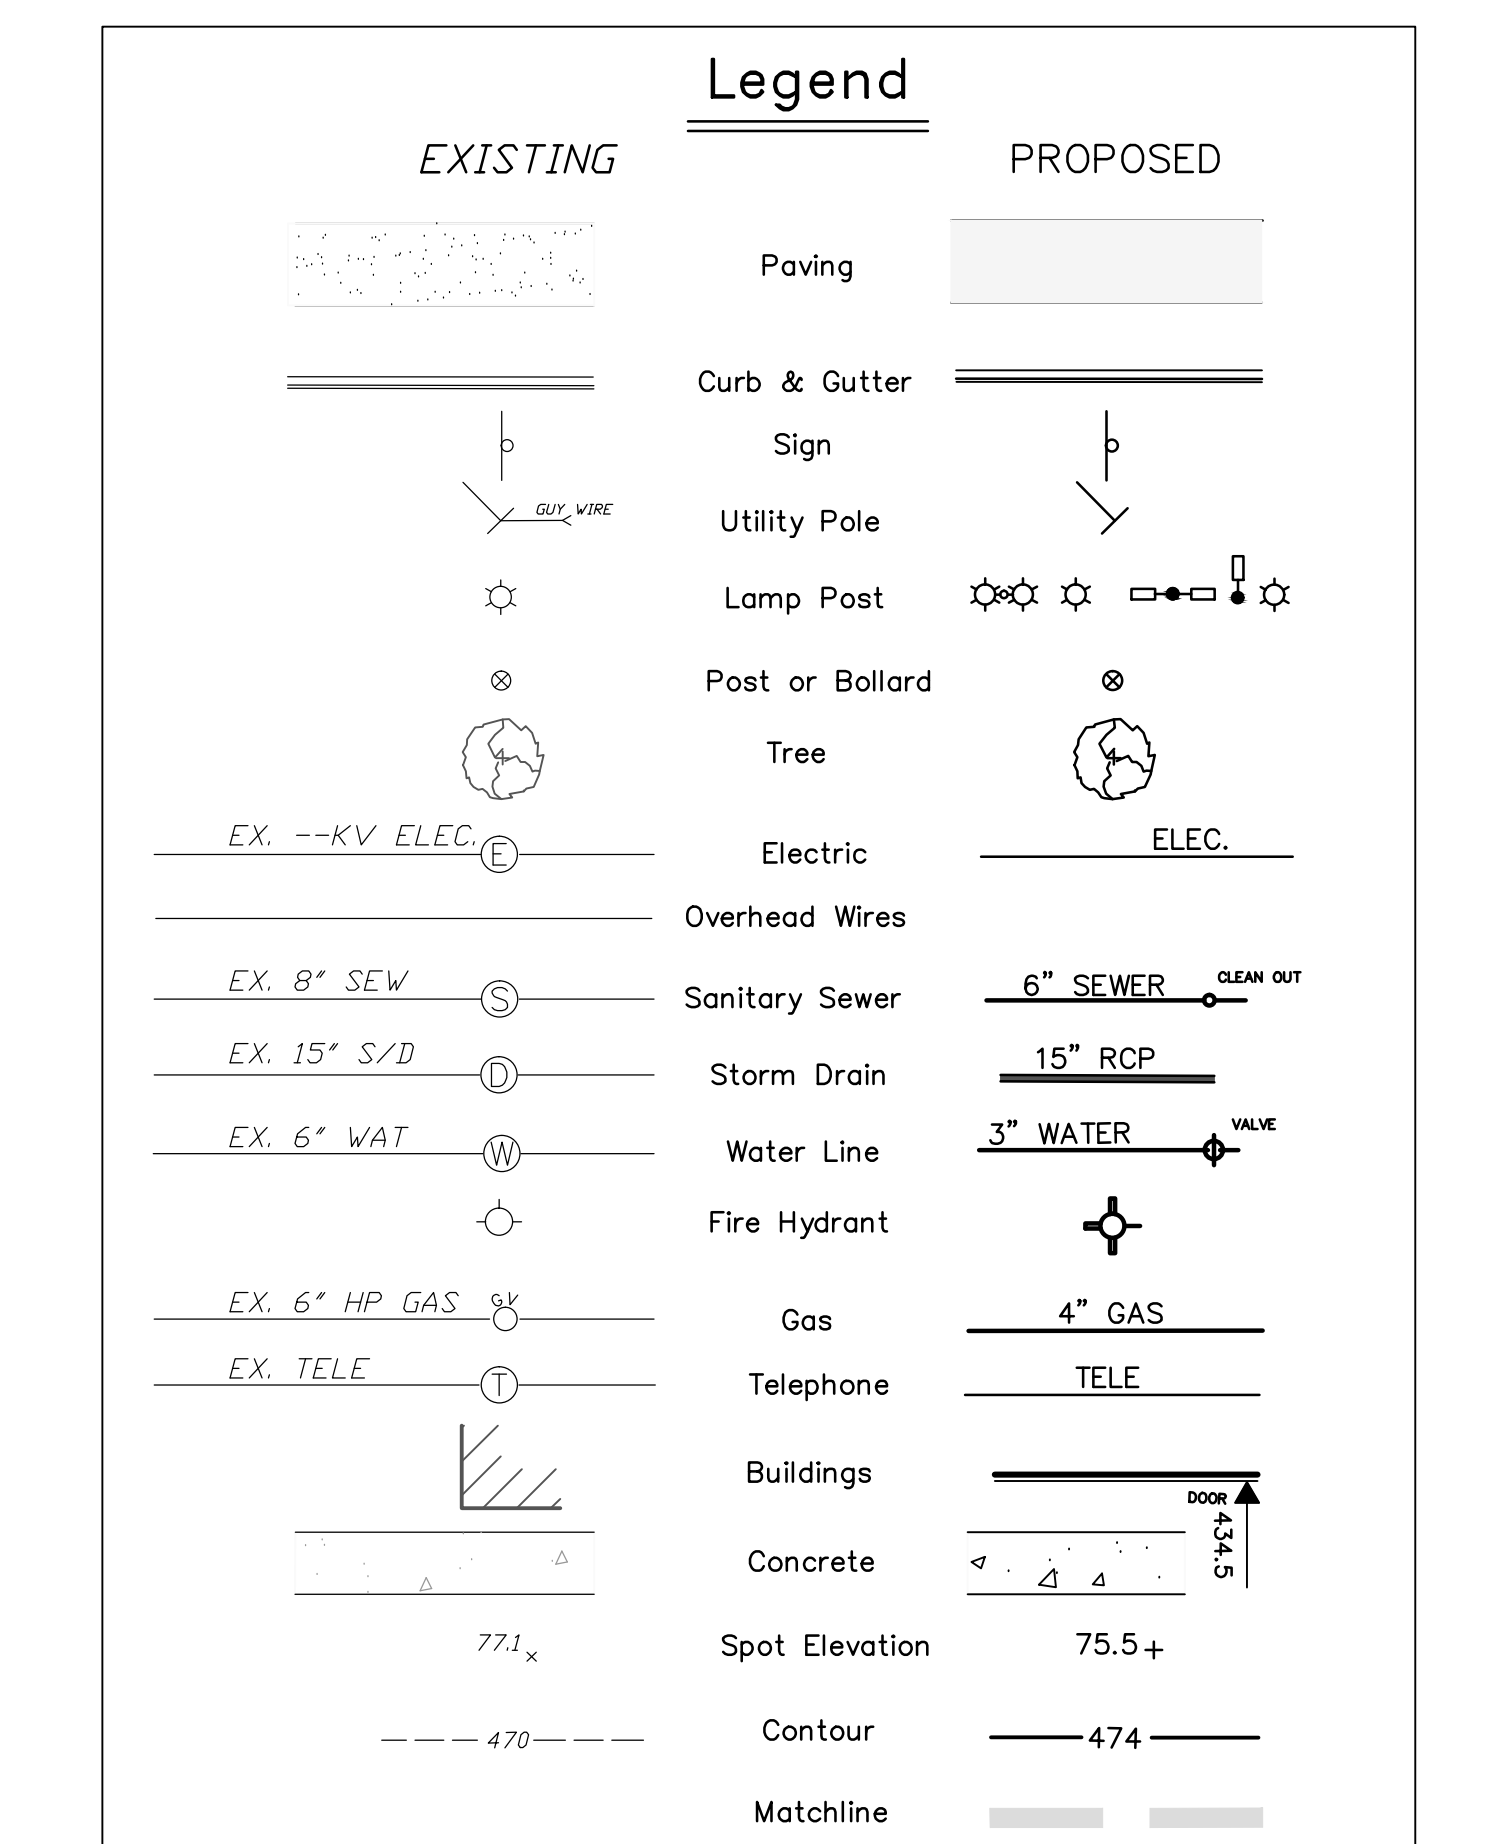 Legend
EXISTING PROPOSED
Paving
Curb & Gutter
Sign
GUY WIRE Utility Pole
Lamp Post
Post or Bollard
Tree
EX. --KV ELEC. E Electric ELEC.
Overhead Wires
EX. 8" SEW S Sanitary Sewer 6" SEWER CLEAN OUT
EX. 15" S/D D Storm Drain 15" RCP
EX. 6" WAT W Water Line 3" WATER VALVE
Fire Hydrant
EX. 6" HP GAS GV Gas 4" GAS
EX. TELE T Telephone TELE
Buildings
DOOR
434.5
Concrete
77.1 x Spot Elevation 75.5 +
470 Contour 474
Matchline